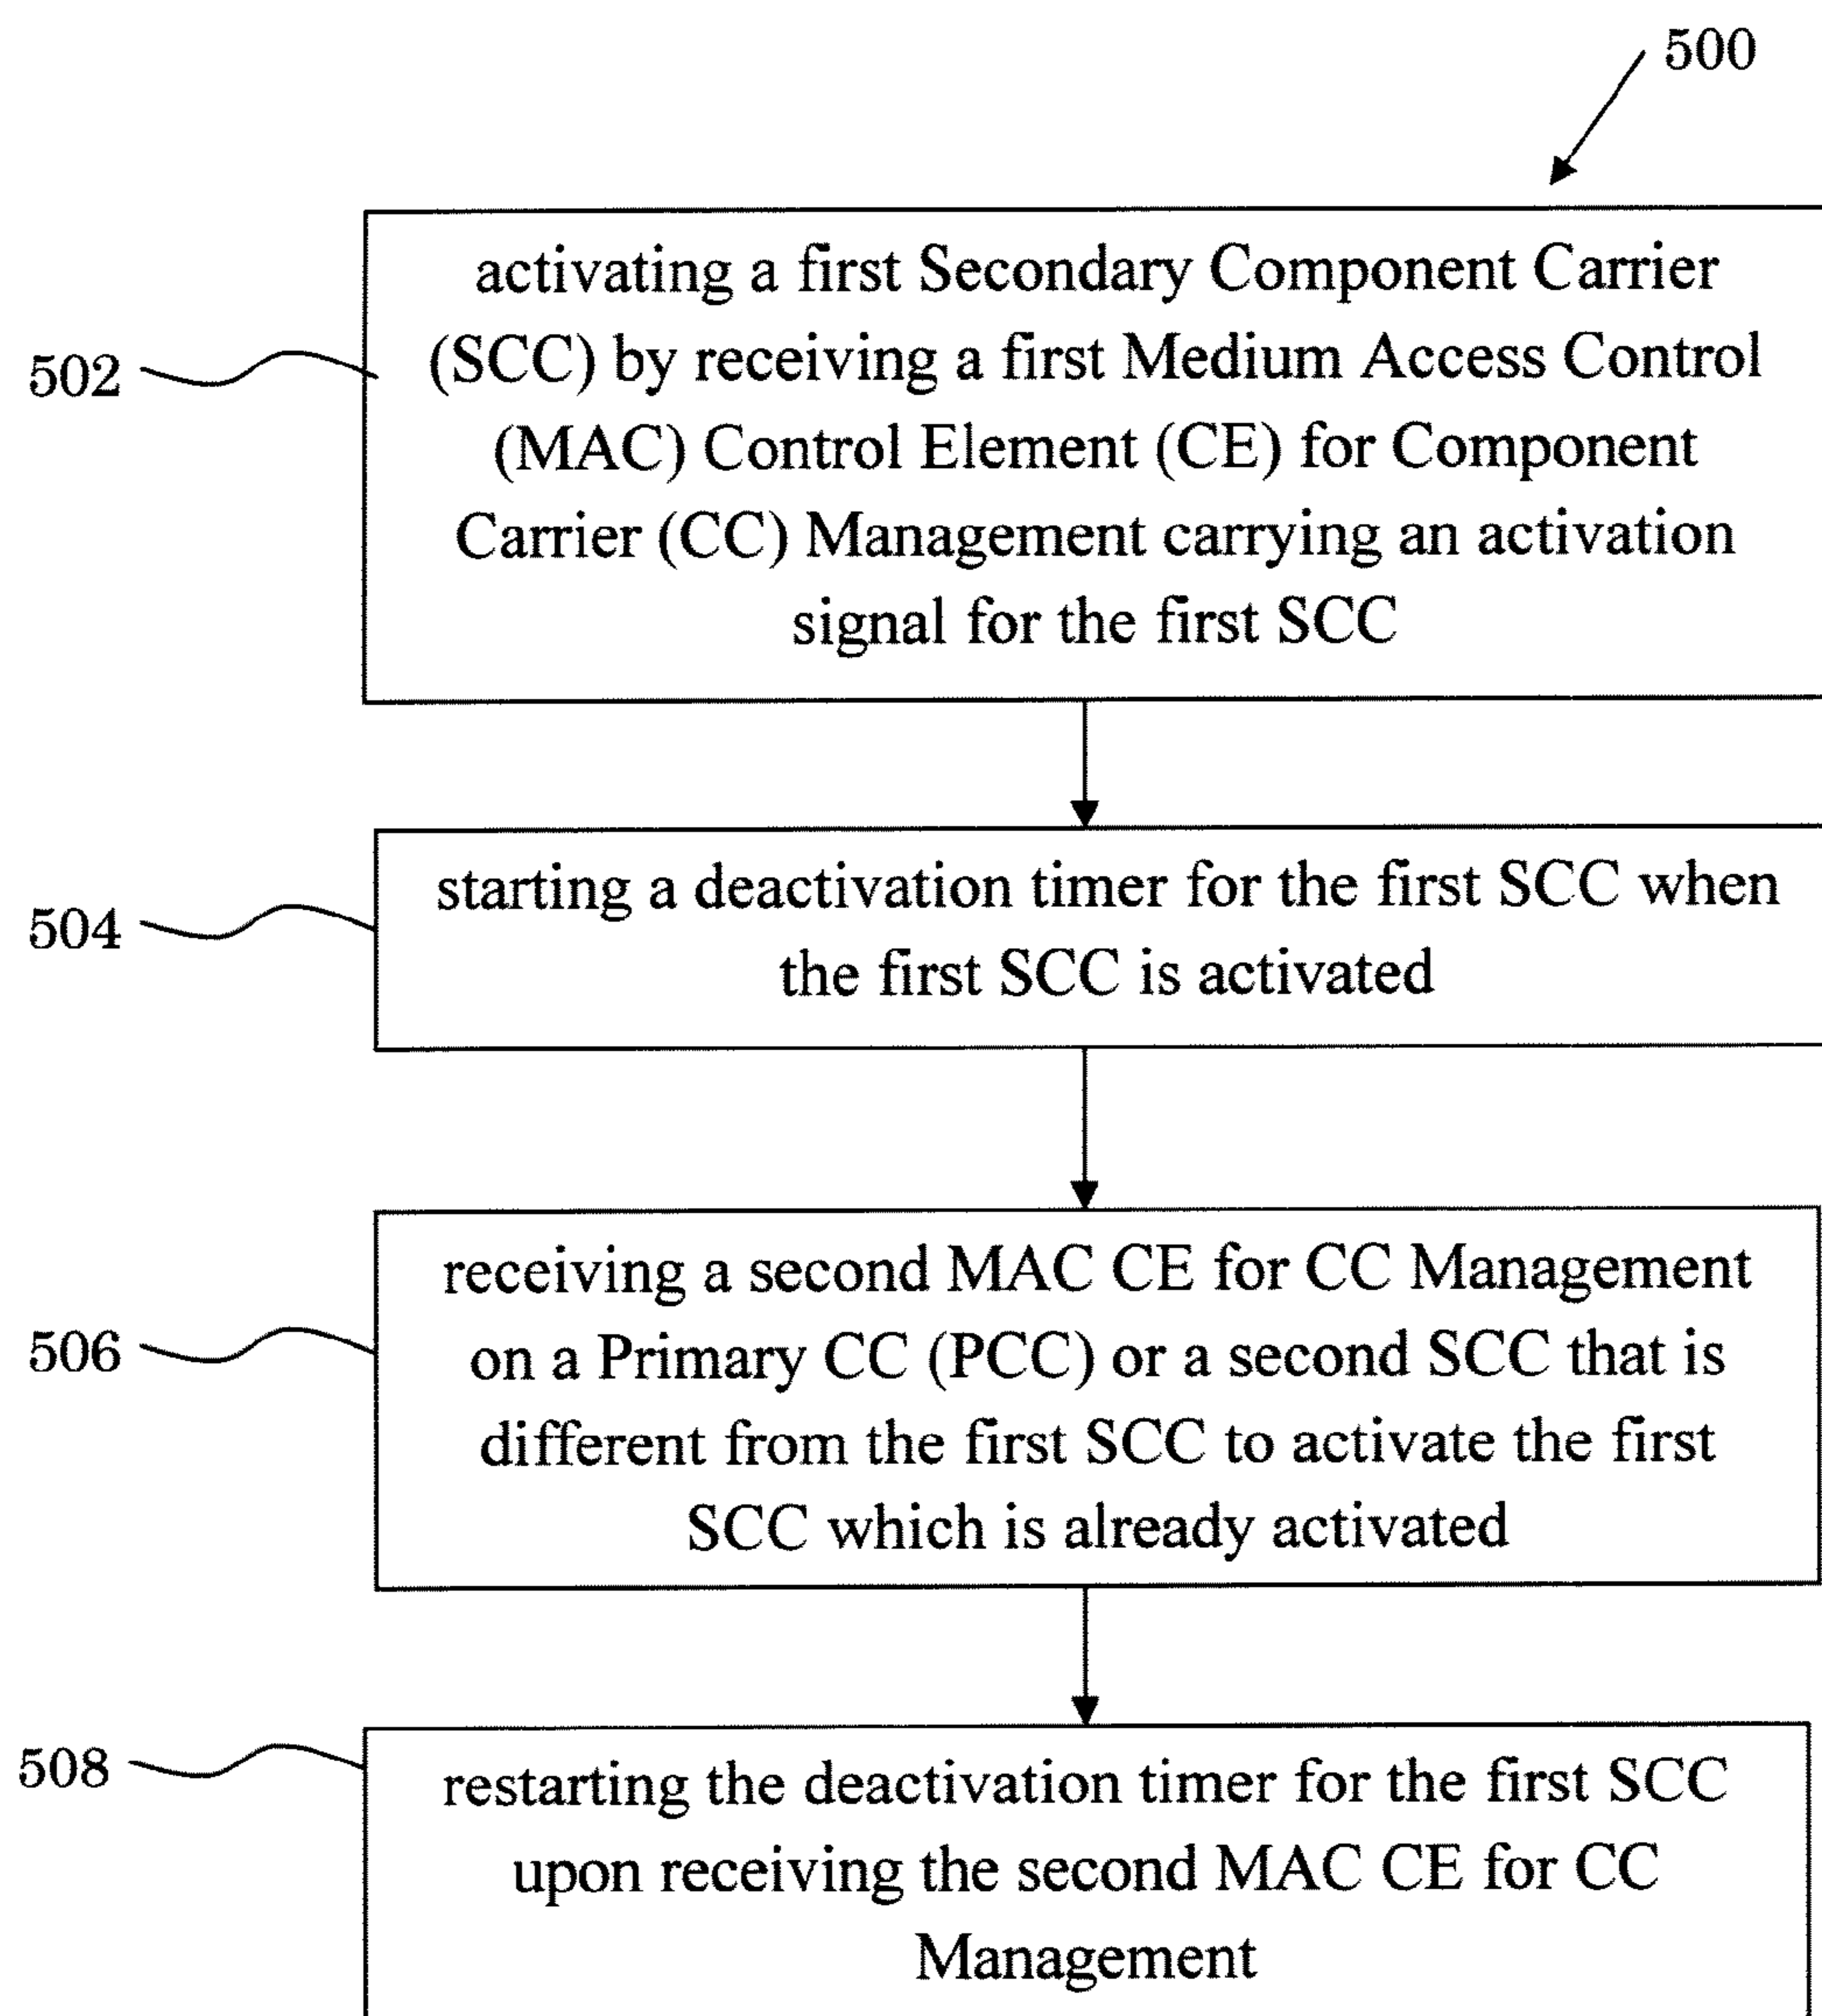 500
502
activating a first Secondary Component Carrier
(SCC) by receiving a first Medium Access Control
(MAC) Control Element (CE) for Component
Carrier (CC) Management carrying an activation
signal for the first SCC
504
starting a deactivation timer for the first SCC when
the first SCC is activated
506
receiving a second MAC CE for CC Management
on a Primary CC (PCC) or a second SCC that is
different from the first SCC to activate the first
SCC which is already activated
508
restarting the deactivation timer for the first SCC
upon receiving the second MAC CE for CC
Management